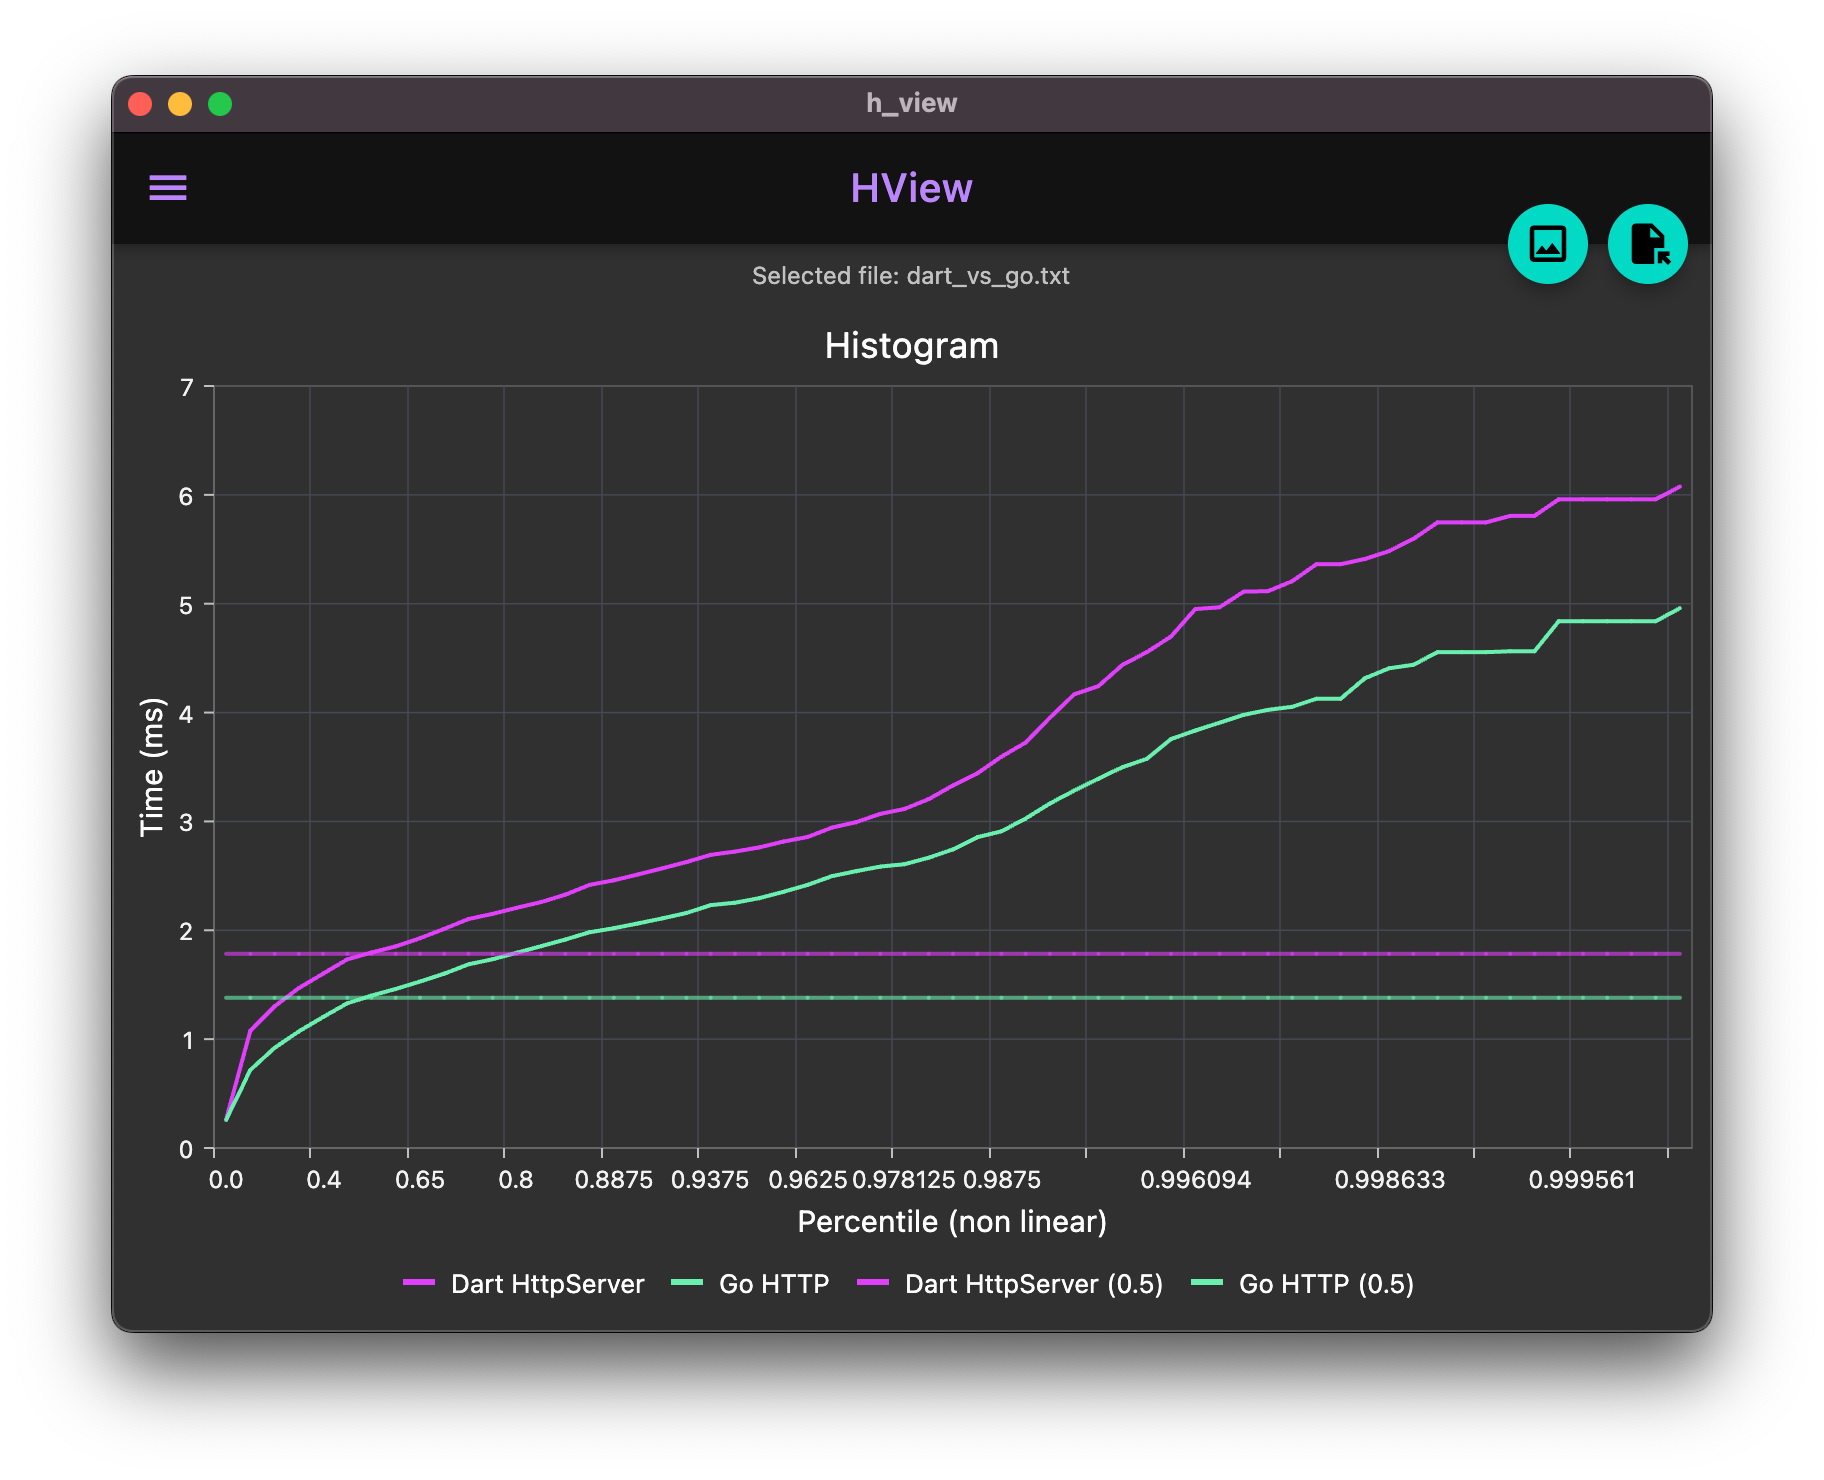 h_view
HView
Selected file: dart_vs_go.txt
Histogram
7
6
5
4
3
2
1
0
Time (ms)
0.0 0.4 0.65 0.8 0.8875 0.9375 0.9625 0.978125 0.9875 0.996094 0.998633 0.999561
Percentile (non linear)
Dart HttpServer Go HTTP Dart HttpServer (0.5) Go HTTP (0.5)